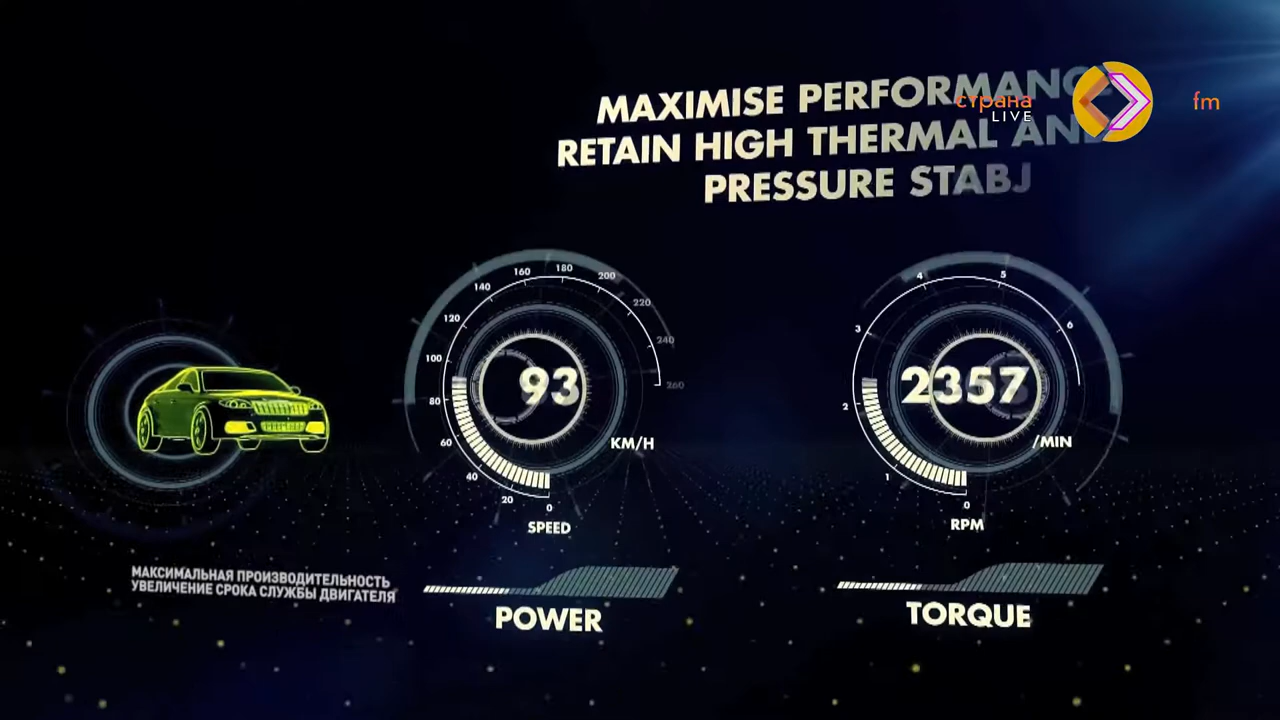 MAXIMISE PERFORMANC
RETAIN HIGH THERMAL AND
PRESSURE STABJ
страна
LIVE
fm
0
20
40
60
80
100
120
140
160
180
200
220
240
260
93
KM/H
SPEED
POWER
0
1
2
3
4
5
6
2357
/MIN
RPM
TORQUE
МАКСИМАЛЬНАЯ ПРОИЗВОДИТЕЛЬНОСТЬ
УВЕЛИЧЕНИЕ СРОКА СЛУЖБЫ ДВИГАТЕЛЯ